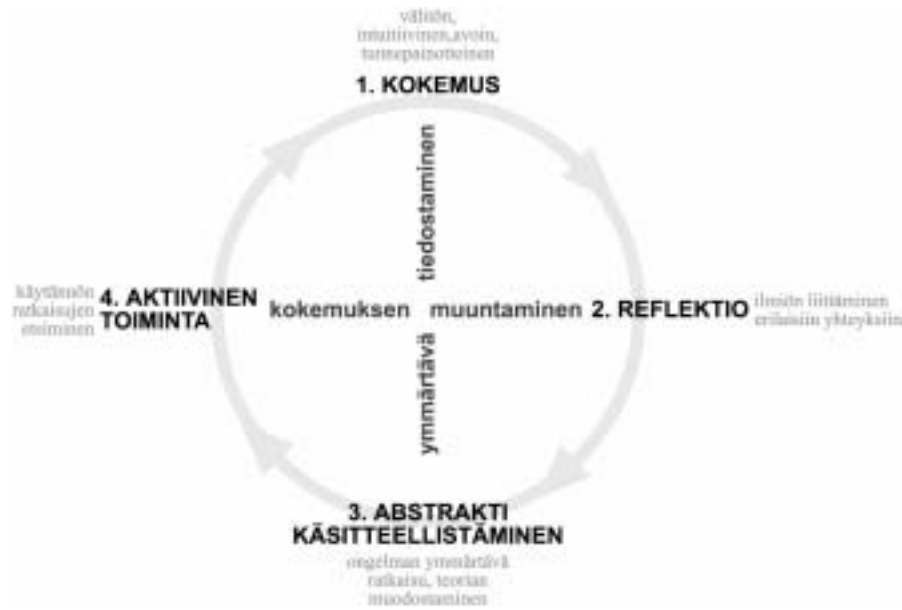 välitön,
intuitiivinen,avoin,
tunnepainotteinen
1. KOKEMUS
tiedostaminen
käytännön
ratkaisujen
etsiminen
4. AKTIIVINEN
TOIMINTA
kokemuksen muuntaminen
2. REFLEKTIO
ilmiön liittäminen
erilaisiin yhteyksiin
ymmärtävä
3. ABSTRAKTI
KÄSITTEELLISTÄMINEN
ongelman ymmärtävä
ratkaisu, teorian
muodostaminen